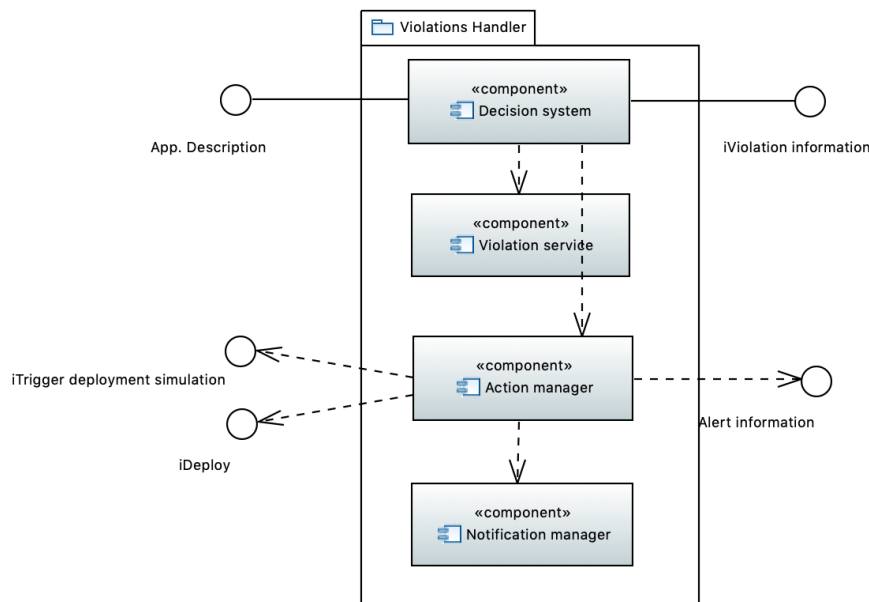 Violations Handler
«component»
Decision system
App. Description
iViolation information
«component»
Violation service
«component»
Action manager
iTrigger deployment simulation
Alert information
iDeploy
«component»
Notification manager